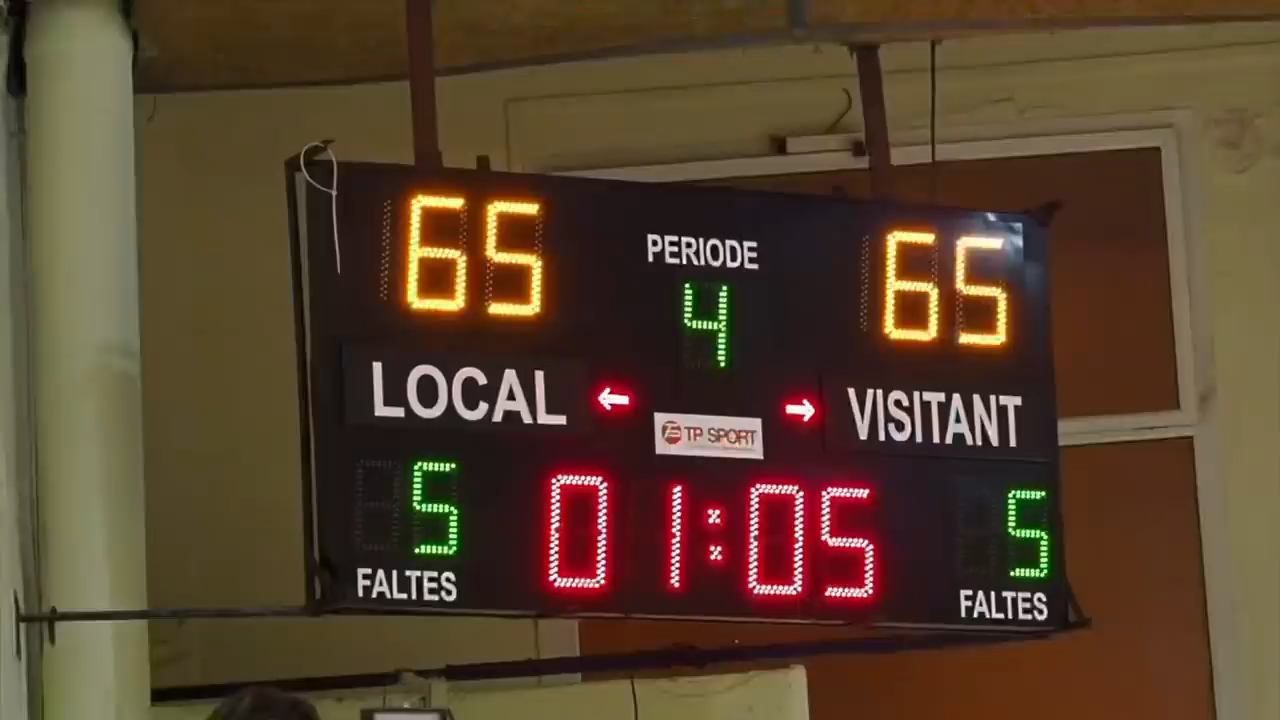 65 PERIODE 65
4
LOCAL VISITANT
TP SPORT
5 01:05 5
FALTES FALTES